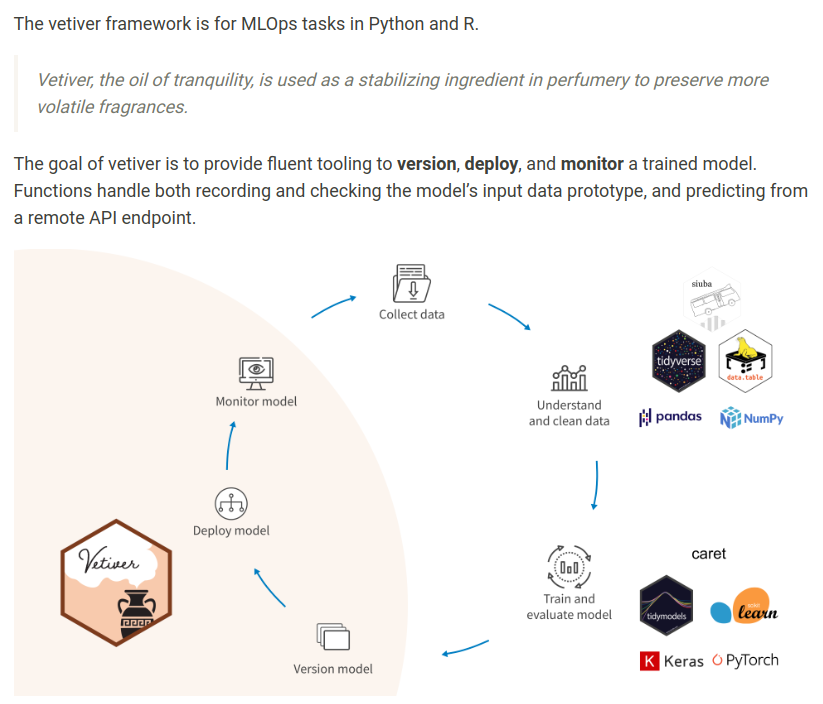 The vetiver framework is for MLOps tasks in Python and R.
Vetiver, the oil of tranquility, is used as a stabilizing ingredient in perfumery to preserve more
volatile fragrances.
The goal of vetiver is to provide fluent tooling to version, deploy, and monitor a trained model.
Functions handle both recording and checking the model’s input data prototype, and predicting from
a remote API endpoint.
Collect data
siuba
tidyverse
data.table
Monitor model
Understand
and clean data
pandas
NumPy
Deploy model
Vetiver
caret
Train and
evaluate model
tidymodels
scikit
learn
Version model
K Keras
PyTorch